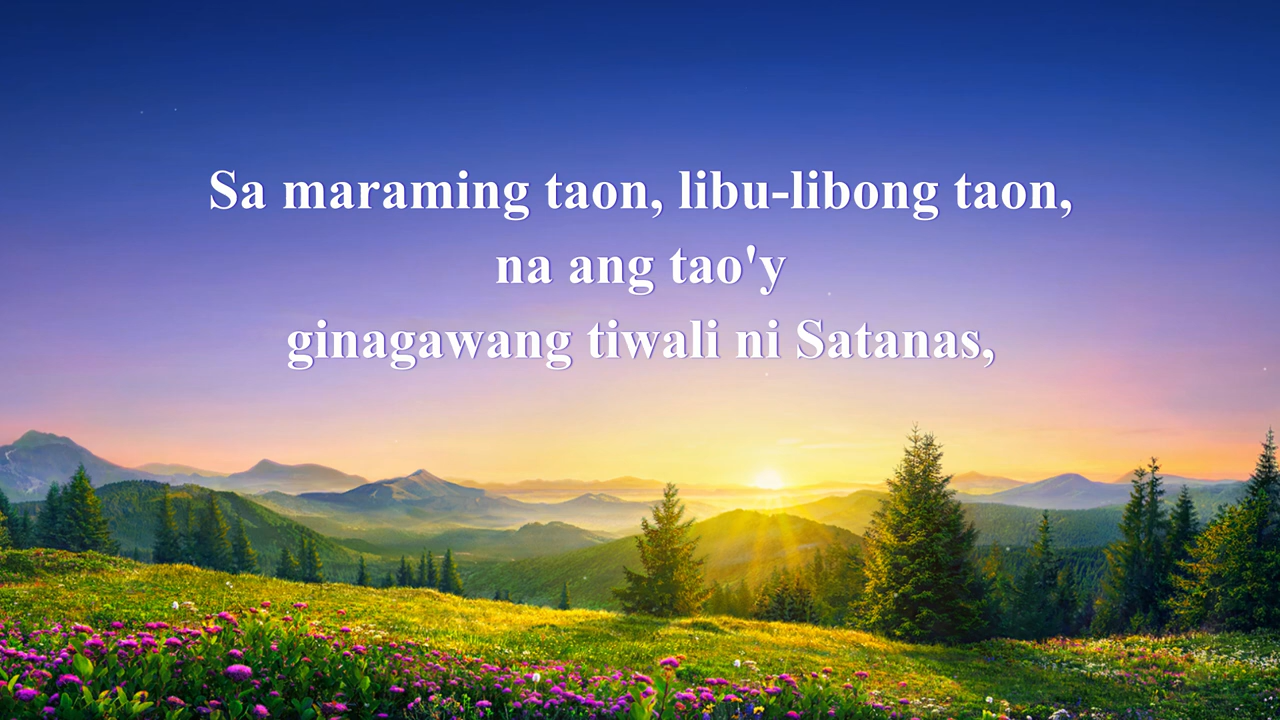 Sa maraming taon, libu-libong taon,
na ang tao'y
ginagawang tiwali ni Satanas,